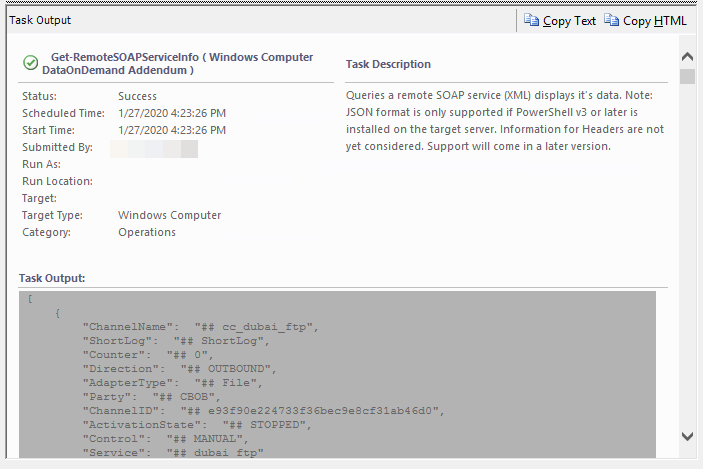 Task Output
Copy Text
Copy HTML
Get-RemoteSOAPServiceInfo ( Windows Computer
DataOnDemand Addendum )
Status: Success
Scheduled Time: 1/27/2020 4:23:26 PM
Start Time: 1/27/2020 4:23:26 PM
Submitted By:
Run As:
Run Location:
Target:
Target Type: Windows Computer
Category: Operations
Task Description
Queries a remote SOAP service (XML) displays it's data. Note:
JSON format is only supported if PowerShell v3 or later is
installed on the target server. Information for Headers are not
yet considered. Support will come in a later version.
Task Output:
[
{
"ChannelName": "## cc_dubai_ftp",
"ShortLog": "## ShortLog",
"Counter": "## 0",
"Direction": "## OUTBOUND",
"AdapterType": "## File",
"Party": "## CBOB",
"ChannelID": "## e93f90e224733f36bec9e8cf31ab46d0",
"ActivationState": "## STOPPED",
"Control": "## MANUAL",
"Service": "## dubai_ftp"